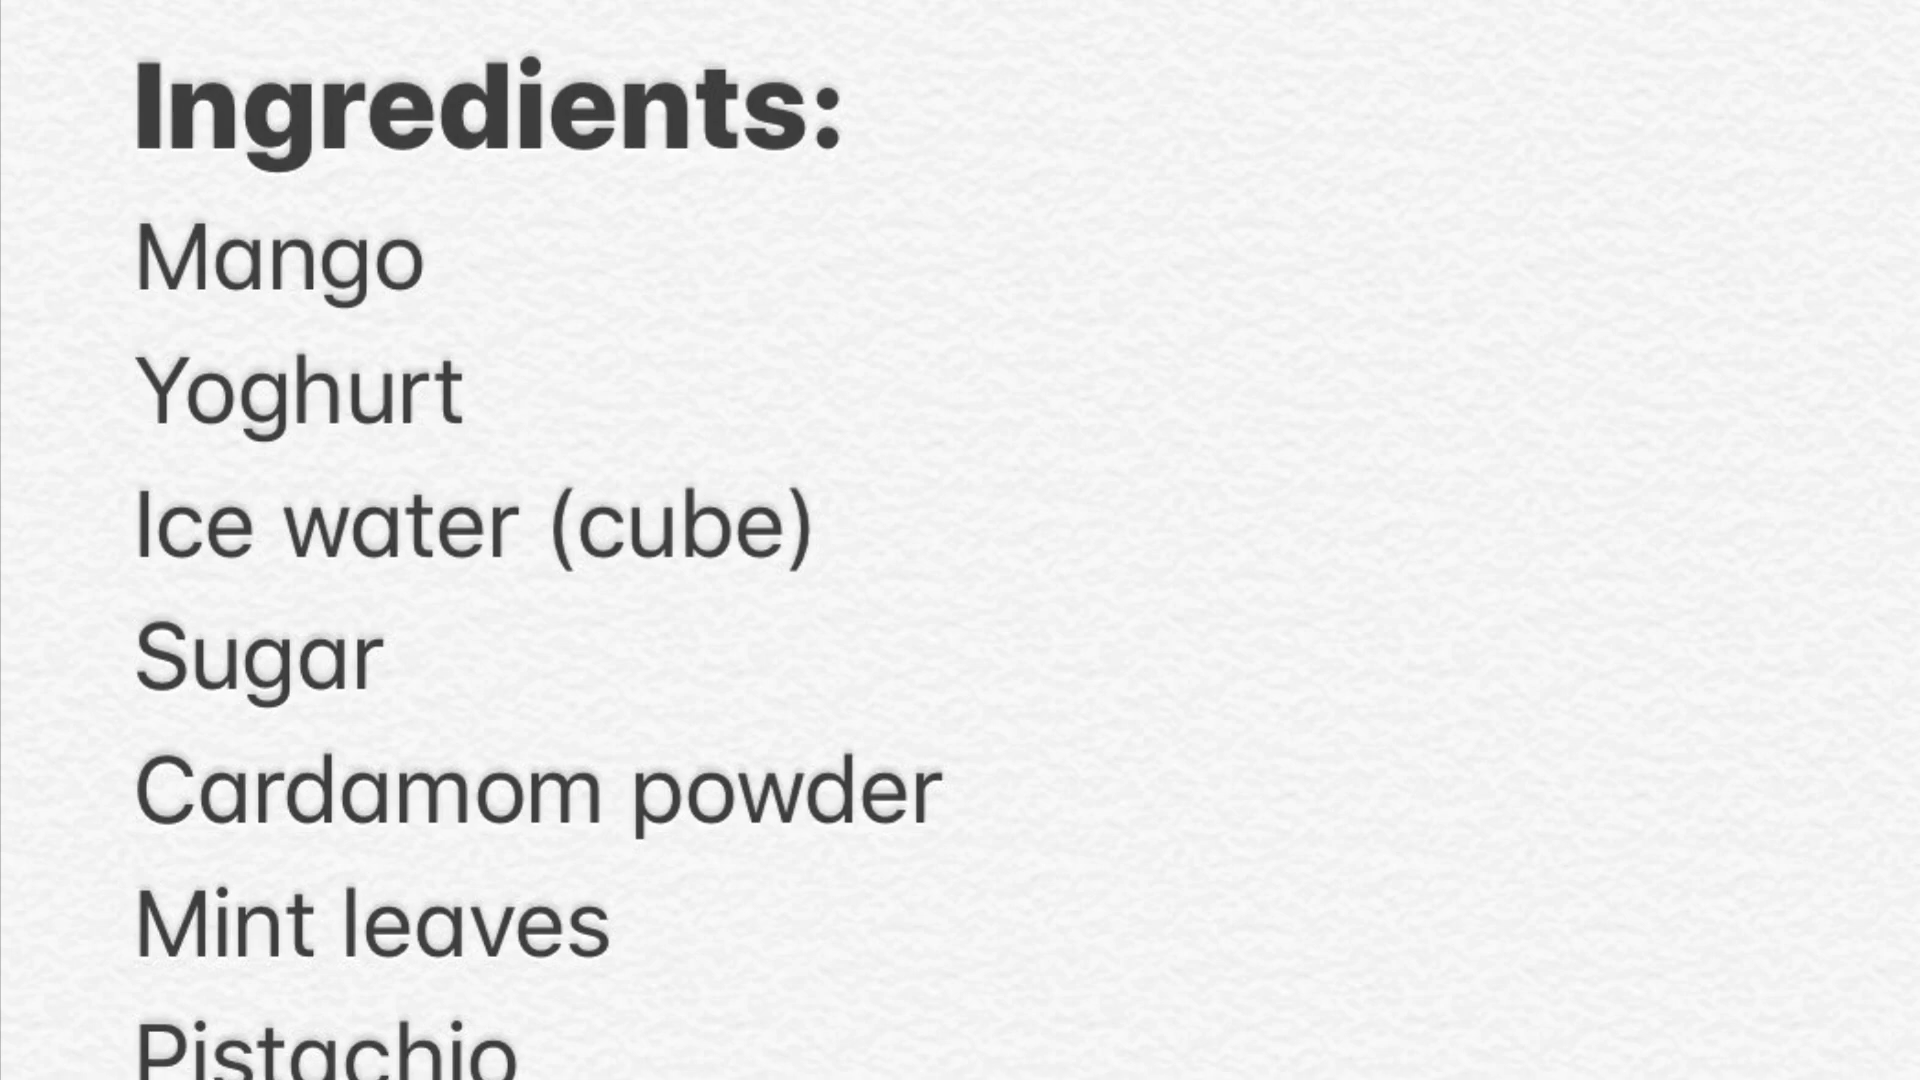 Ingredients:
Mango
Yoghurt
Ice water (cube)
Sugar
Cardamom powder
Mint leaves
Pistachio